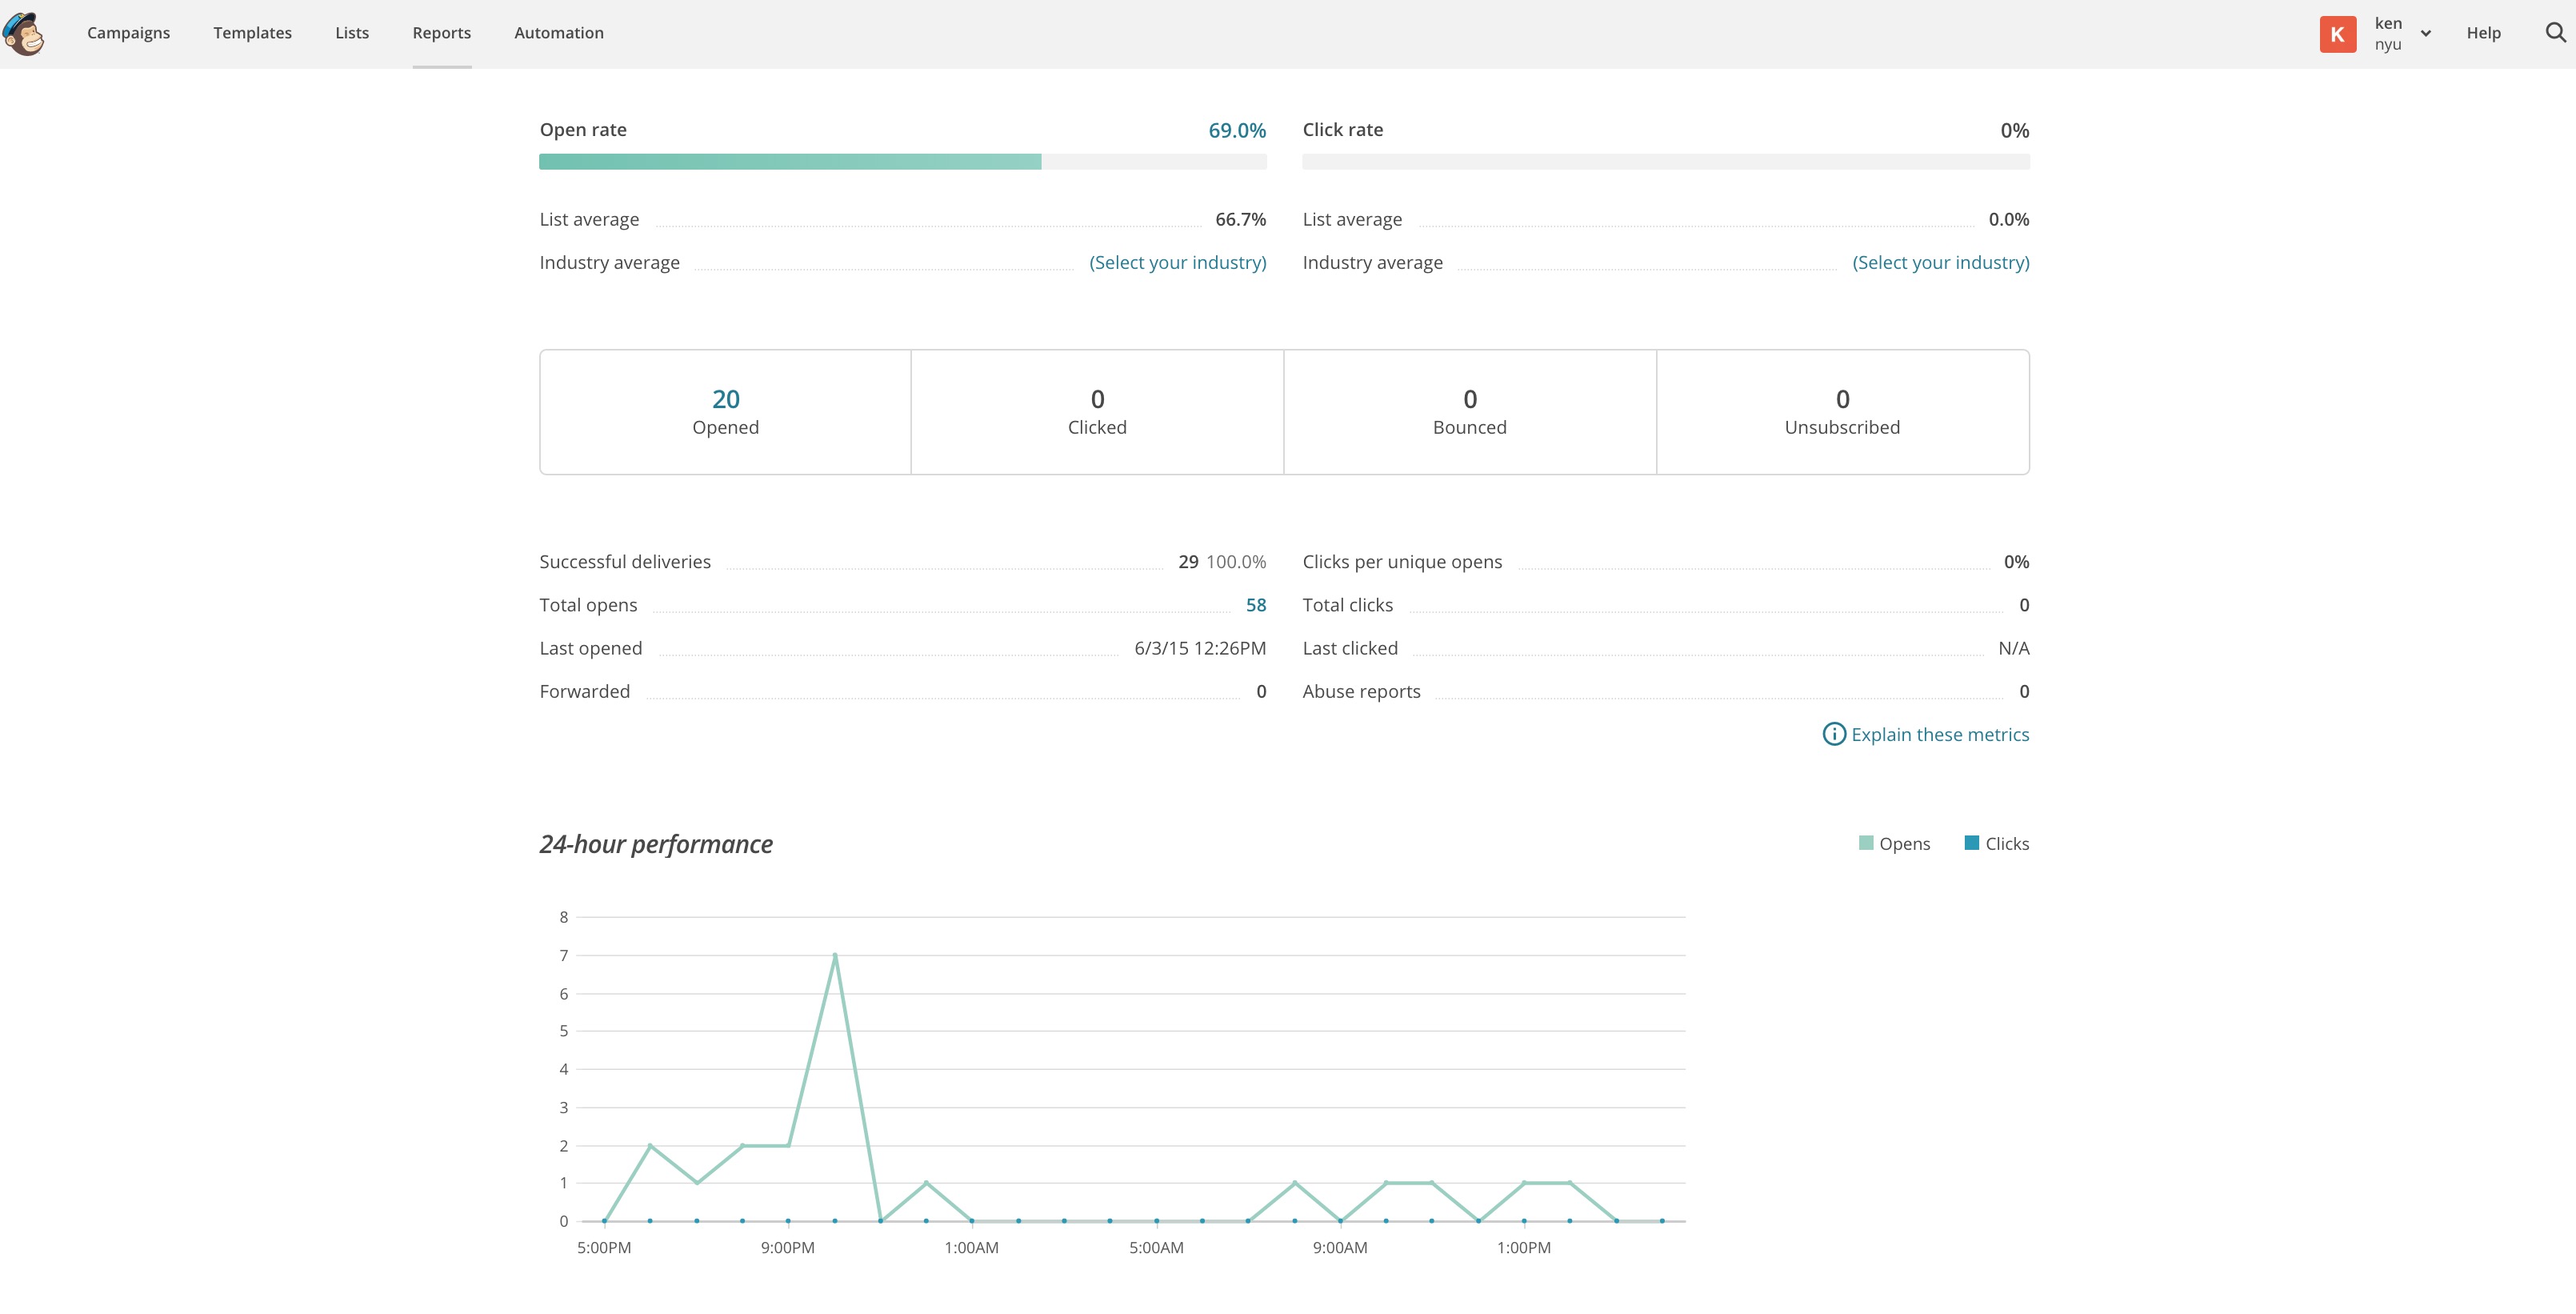 Campaigns Templates Lists Reports Automation K ken Help
nyu
Open rate 69.0% Click rate 0%
List average 66.7% List average 0.0%
Industry average (Select your industry) Industry average (Select your industry)
20 0 0 0
Opened Clicked Bounced Unsubscribed
Successful deliveries 29 100.0% Clicks per unique opens 0%
Total opens 58 Total clicks 0
Last opened 6/3/15 12:26PM Last clicked N/A
Forwarded 0 Abuse reports 0
Explain these metrics
24-hour performance Opens Clicks
8
7
6
5
4
3
2
1
0
5:00PM 9:00PM 1:00AM 5:00AM 9:00AM 1:00PM